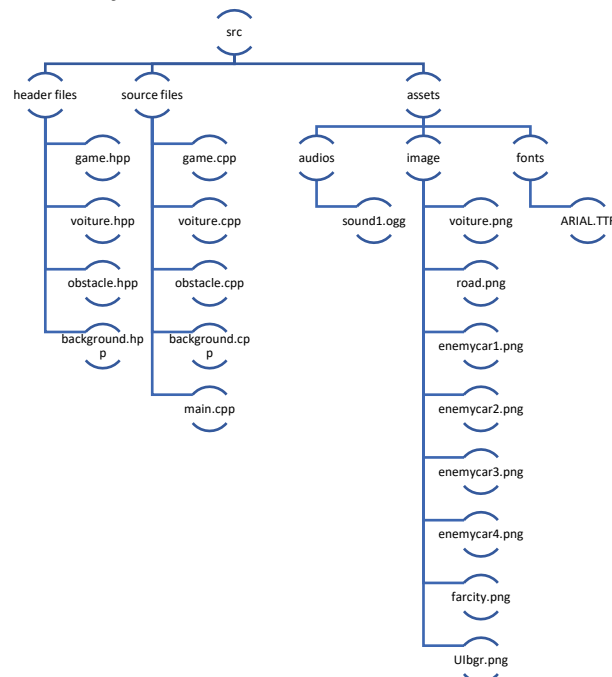 src
header files
source files
assets
game.hpp
voiture.hpp
obstacle.hpp
background.hp
p
game.cpp
voiture.cpp
obstacle.cpp
background.cp
p
main.cpp
audios
image
fonts
sound1.ogg
voiture.png
road.png
enemycar1.png
enemycar2.png
enemycar3.png
enemycar4.png
farcity.png
UIbgr.png
ARIAL.TTF